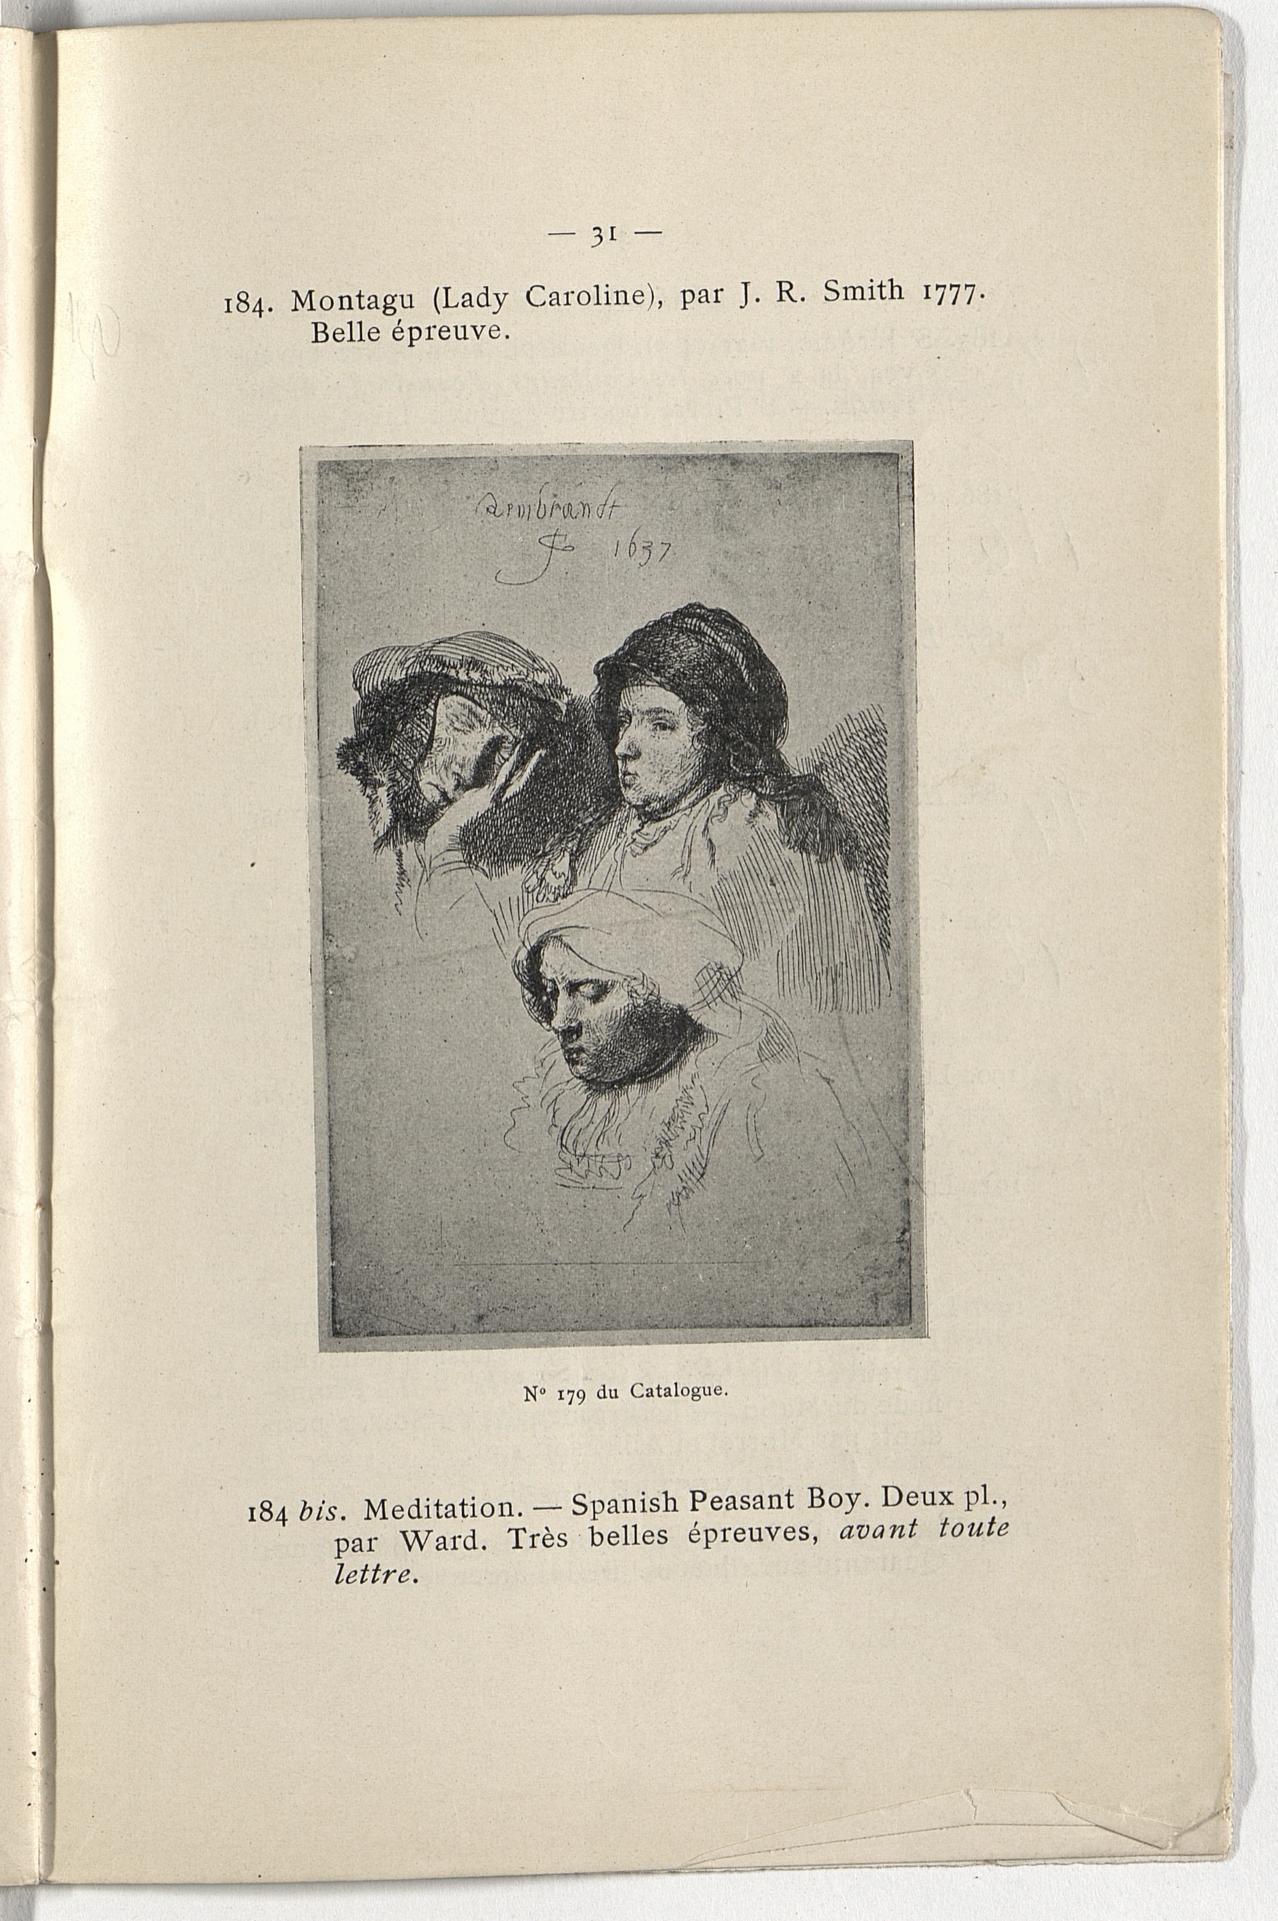 — 31 —
184. Montagu (Lady Caroline), par J. R. Smith 1777.
Belle épreuve.
Rembrandt
f 1637
Nº 179 du Catalogue.
184 bis. Meditation. — Spanish Peasant Boy. Deux pl.,
par Ward. Très belles épreuves, avant toute
lettre.